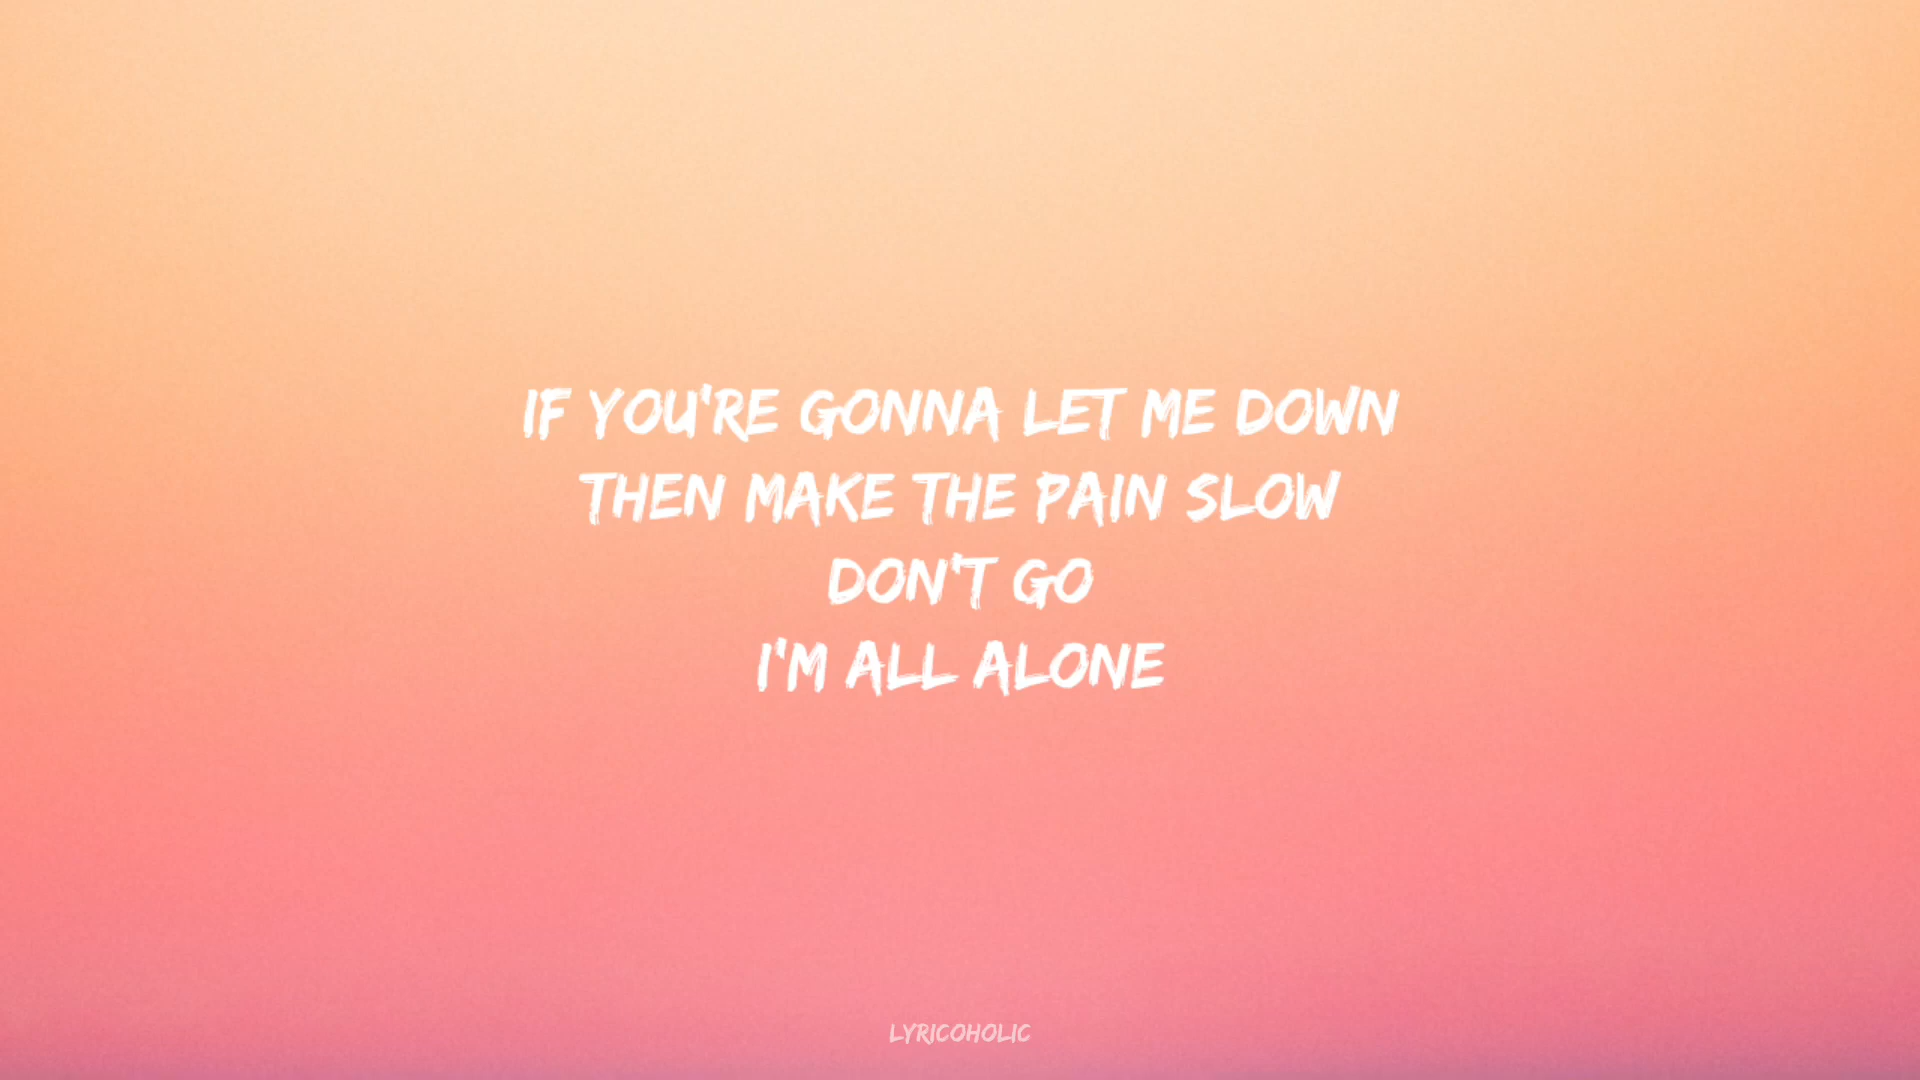 IF YOU'RE GONNA LET ME DOWN
THEN MAKE THE PAIN SLOW
DON'T GO
I'M ALL ALONE
LYRICOHOLIC